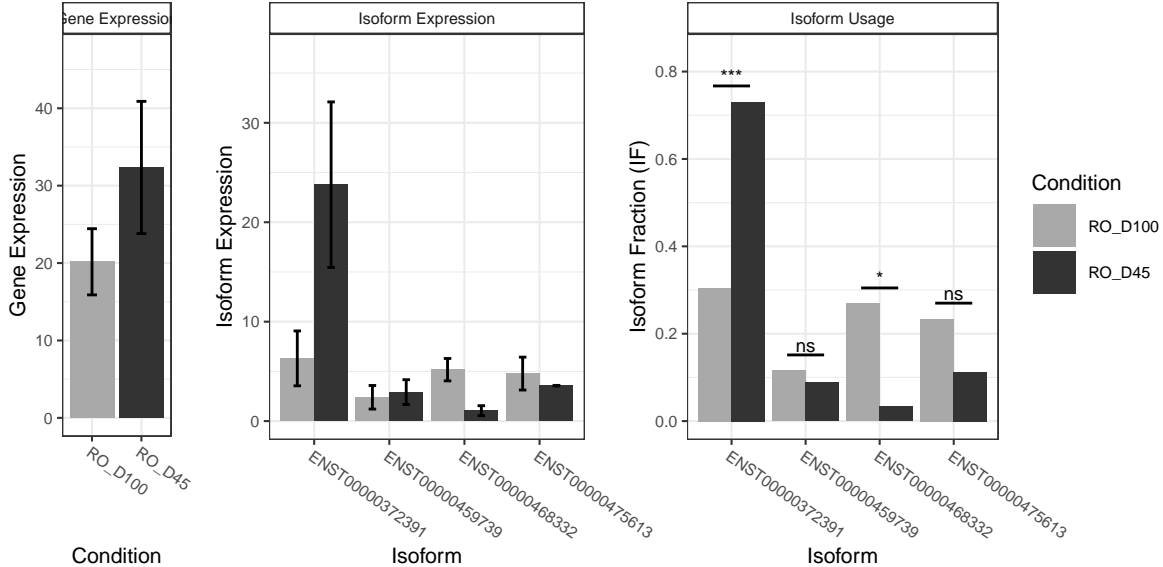 Gene Expression
Isoform Expression
Isoform Usage
Gene Expression
0
10
20
30
40
RO_D100
RO_D45
Condition
Isoform Expression
0
10
20
30
ENST00000372391
ENST00000459739
ENST00000468332
ENST00000475613
Isoform
Isoform Fraction (IF)
0.0
0.2
0.4
0.6
0.8
***
ns
*
ns
ENST00000372391
ENST00000459739
ENST00000468332
ENST00000475613
Isoform
Condition
RO_D100
RO_D45